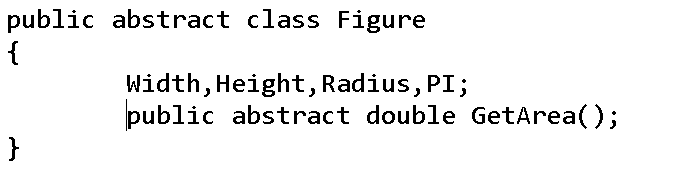 public abstract class Figure
{
Width,Height,Radius,PI;
public abstract double GetArea();
}